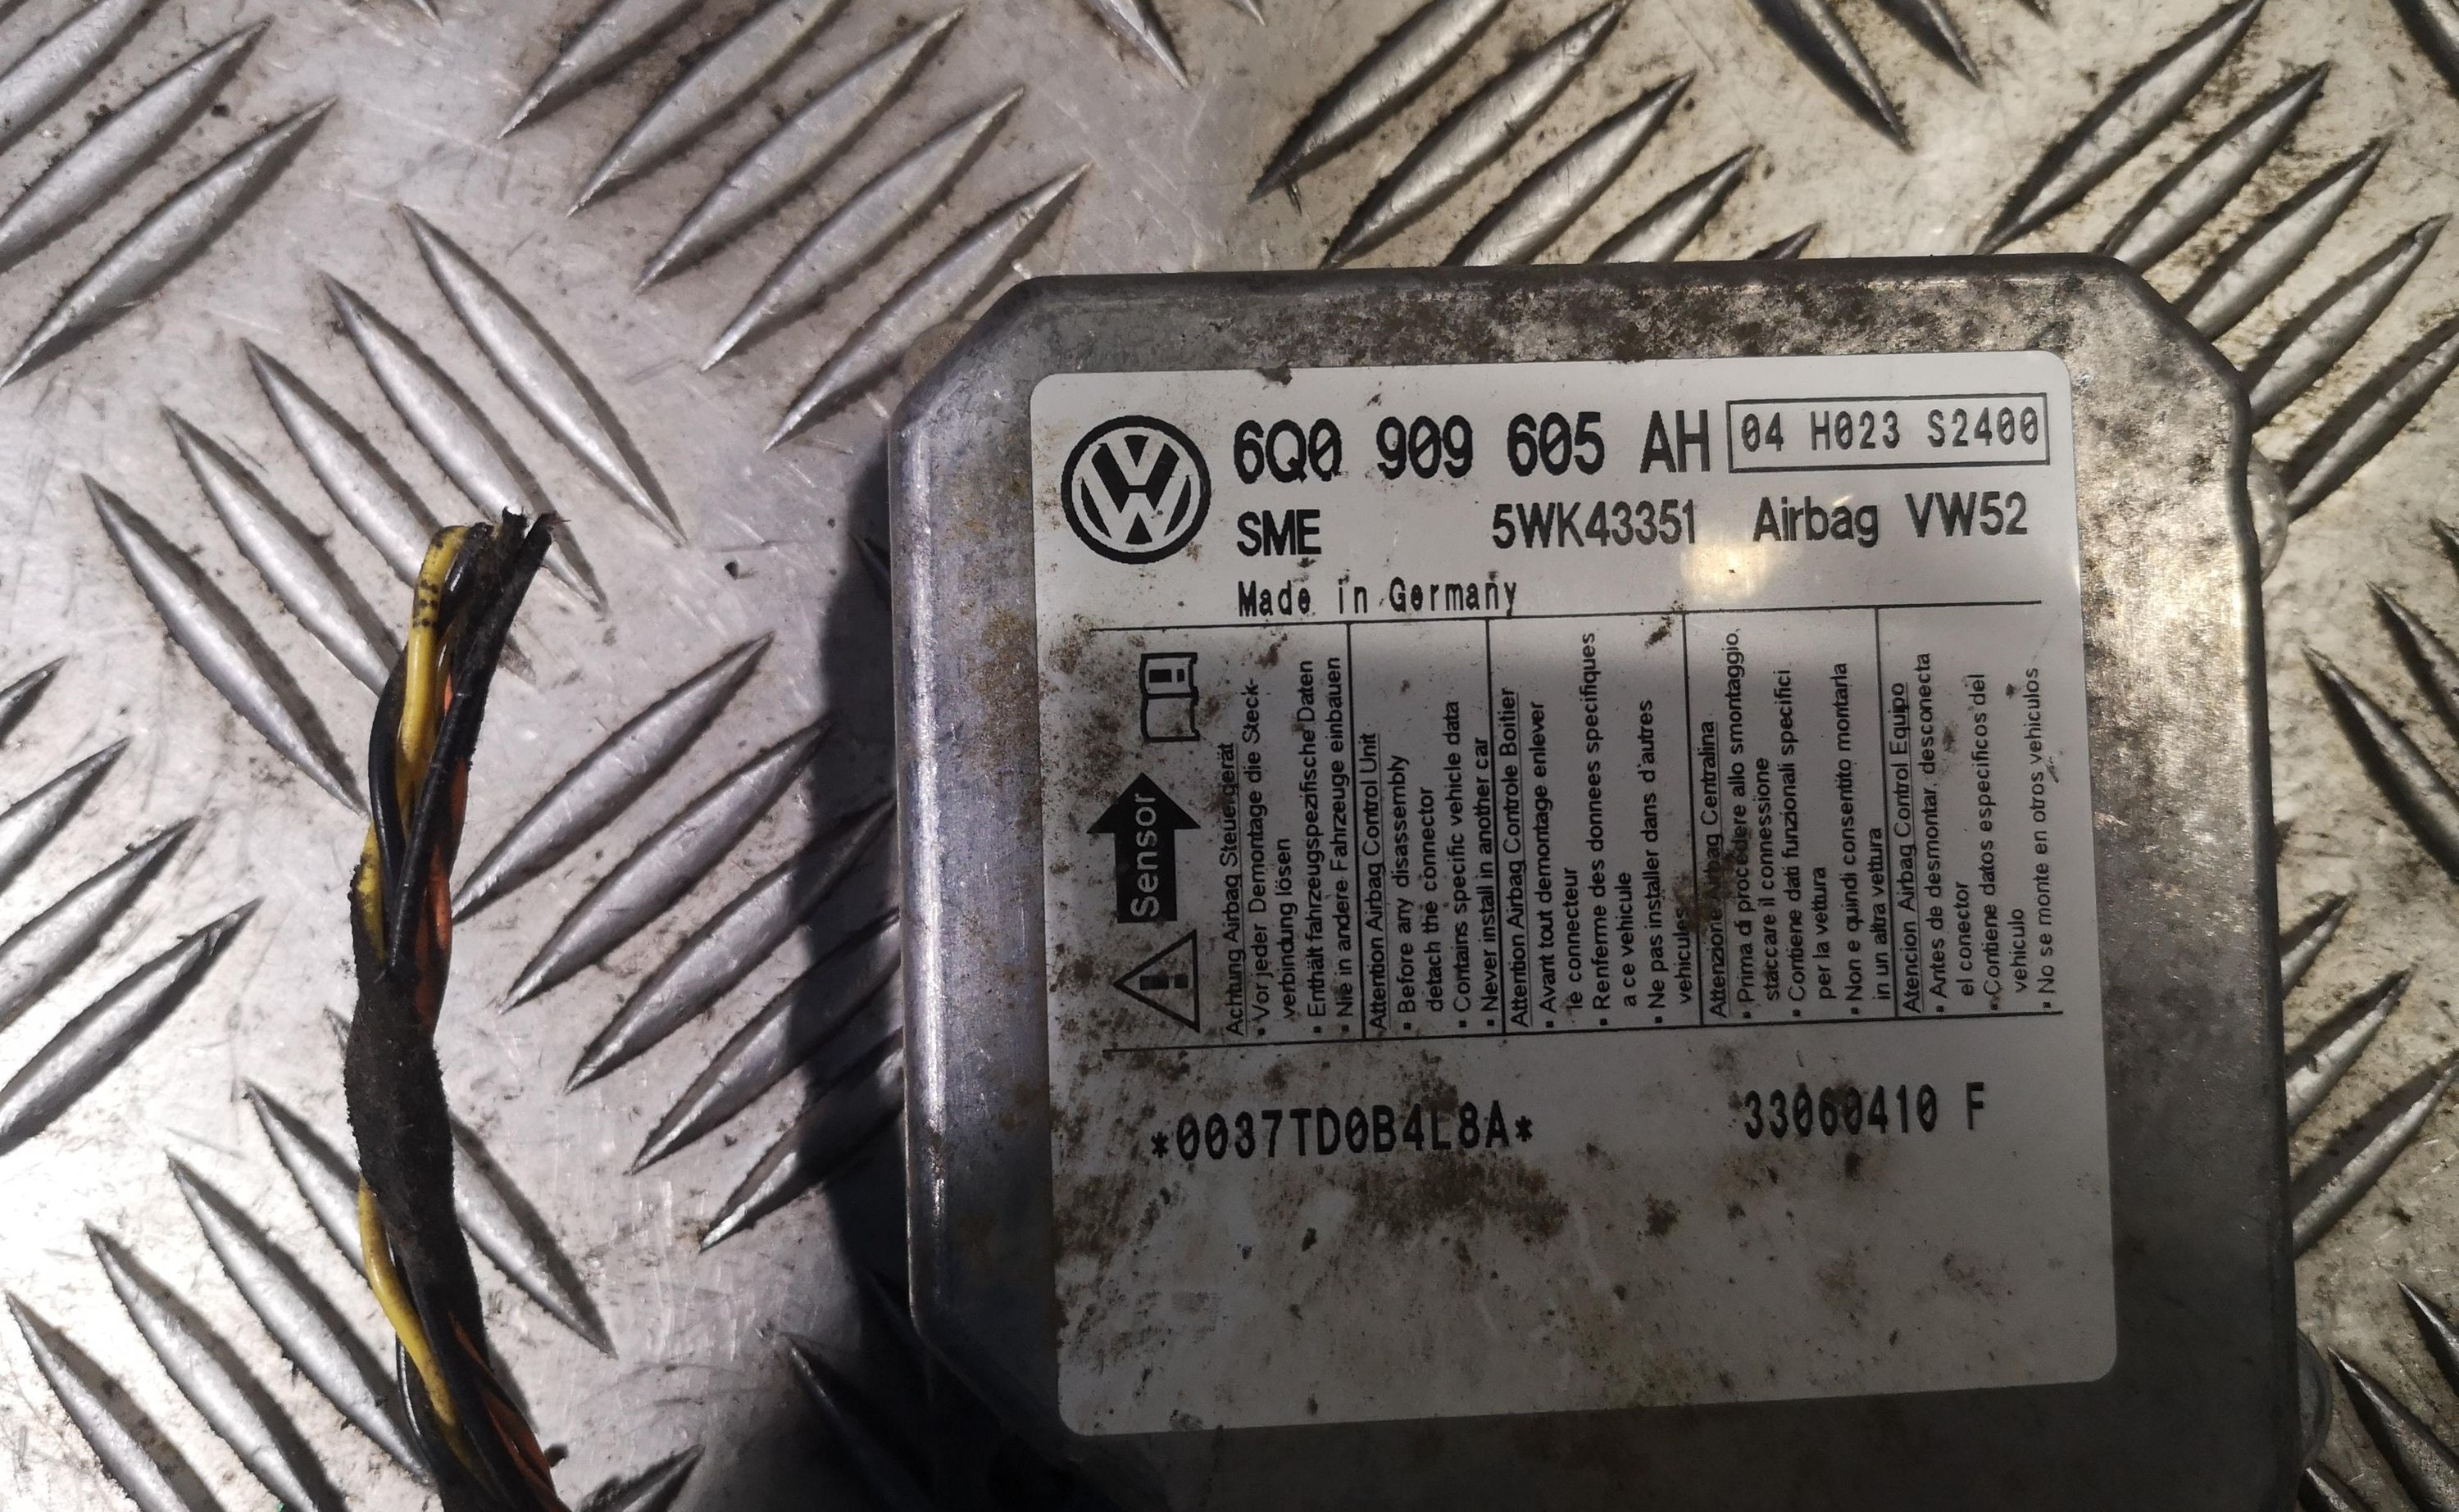 6Q0 909 605 AH 04 H023 S2400
SME 5WK43351 Airbag VW52
Made in Germany
Sensor
Achtung Airbag Steuergerät
• Vor jeder Demontage die Steck-
verbindung lösen
• Enthält fahrzeugspezifische Daten
• Nie in andere Fahrzeuge einbauen
Attention Airbag Control Unit
• Before any disassembly
detach the connector
• Contains specific vehicle data
• Never install in another car
Attention Airbag Controle Boitier
• Avant tout demontage enlever
le connecteur
• Renferme des donnees specifiques
a ce vehicule
• Ne pas installer dans d'autres
vehicules
Attenzione Airbag Centralina
• Prima di procedere allo smontaggio,
staccare il connessione
• Contiene dati funzionali specifici
per la vettura
• Non e quindi consentito montarla
in un altra vettura
Atencion Airbag Control Equipo
• Antes de desmontar, desconecta
el conector
• Contiene datos especificos del
vehiculo
• No se monte en otros vehiculos
*0037TD0B4L8A* 33060410 F